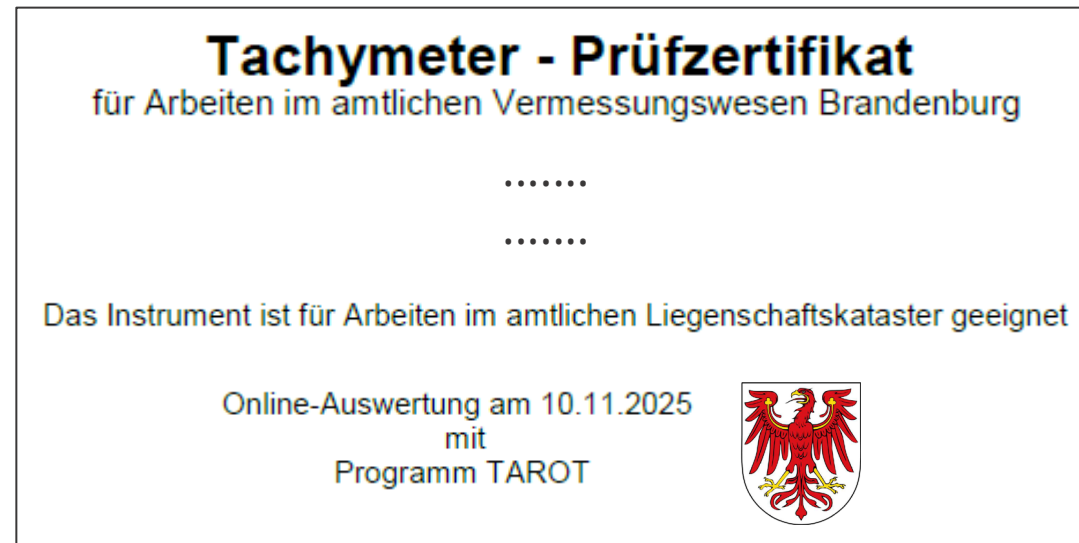 Tachymeter - Prüfzertifikat
für Arbeiten im amtlichen Vermessungswesen Brandenburg
.......
.......
Das Instrument ist für Arbeiten im amtlichen Liegenschaftskataster geeignet
Online-Auswertung am 10.11.2025
mit
Programm TAROT